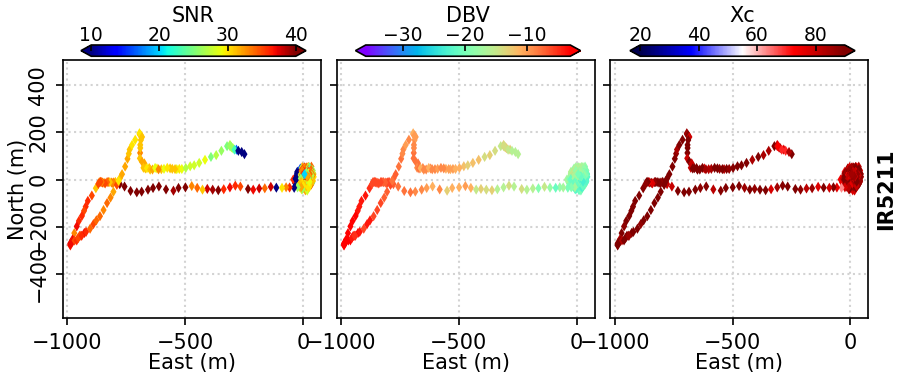 SNR DBV Xc
10 20 30 40 −30 −20 −10 20 40 60 80
400
200
0
−200
−400
North (m)
−1000 −500 0 −1000 −500 0 −1000 −500 0
East (m) East (m) East (m)
IR5211